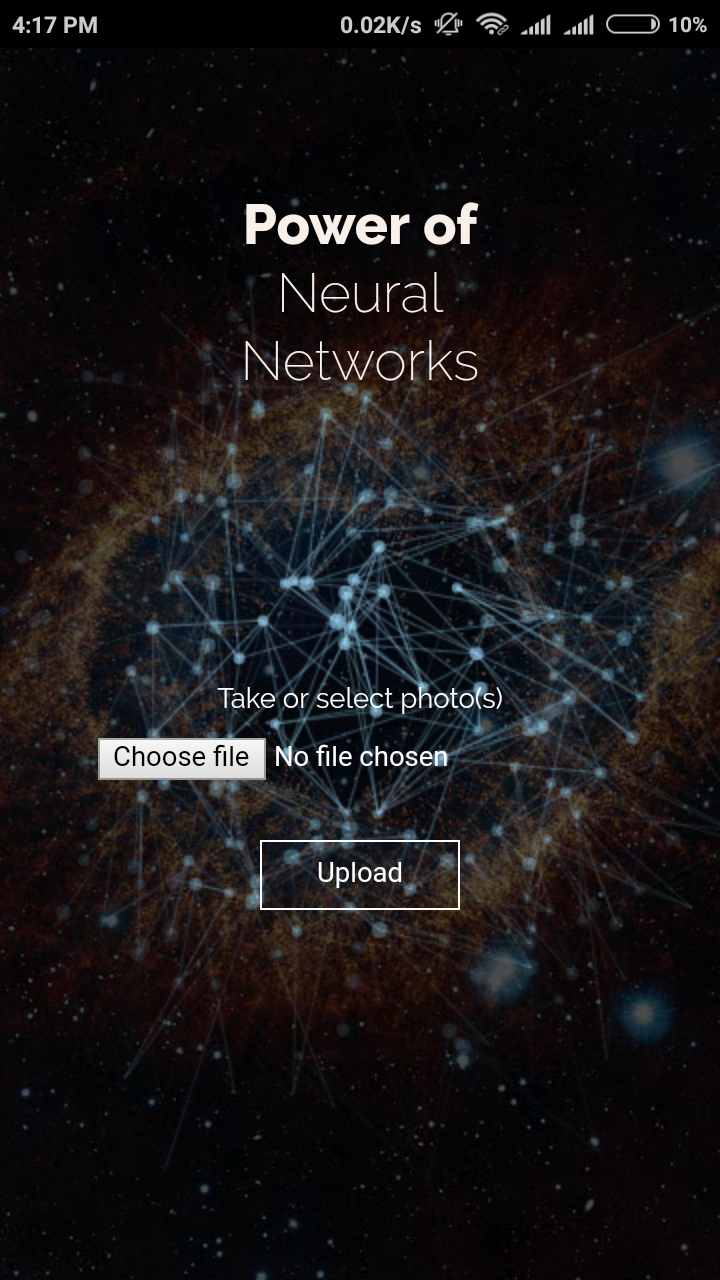 4:17 PM 0.02K/s 10%
Power of
Neural
Networks
Take or select photo(s)
Choose file No file chosen
Upload